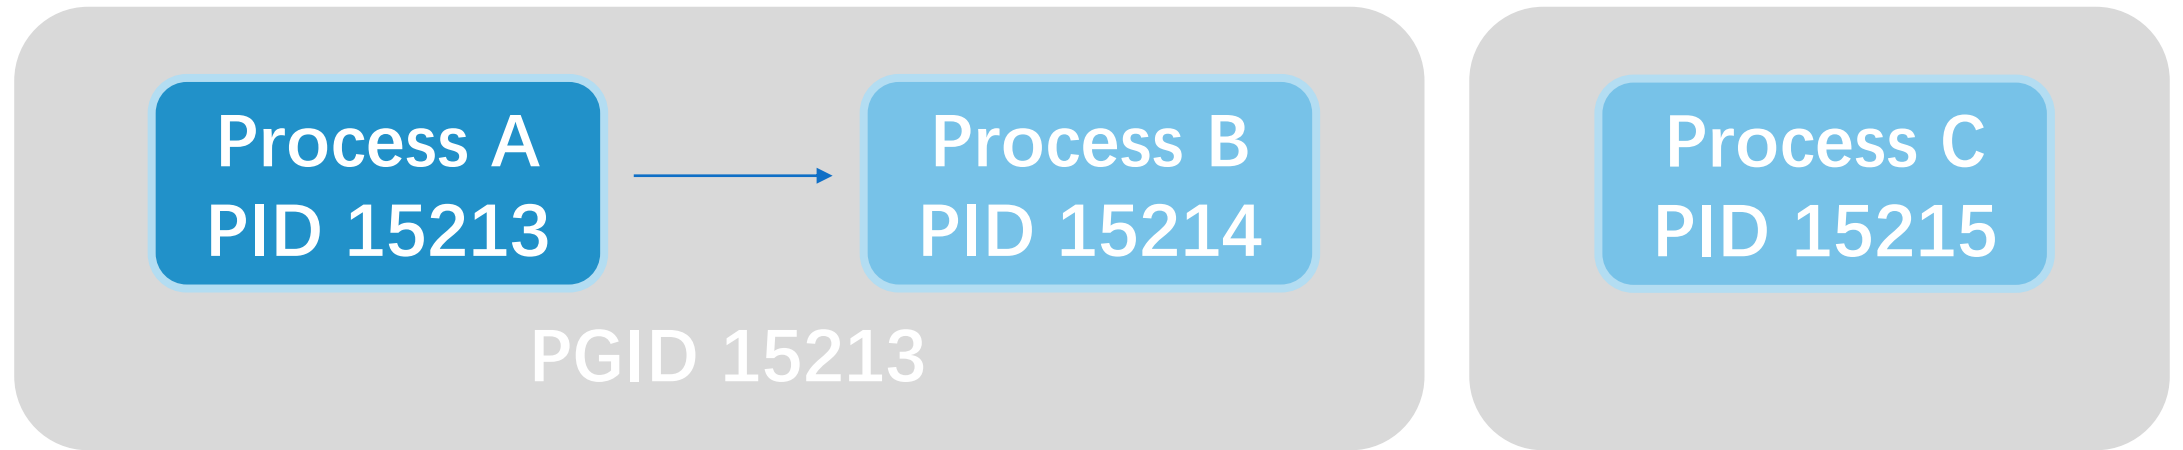 Process A
PID 15213
Process B
PID 15214
PGID 15213
Process C
PID 15215